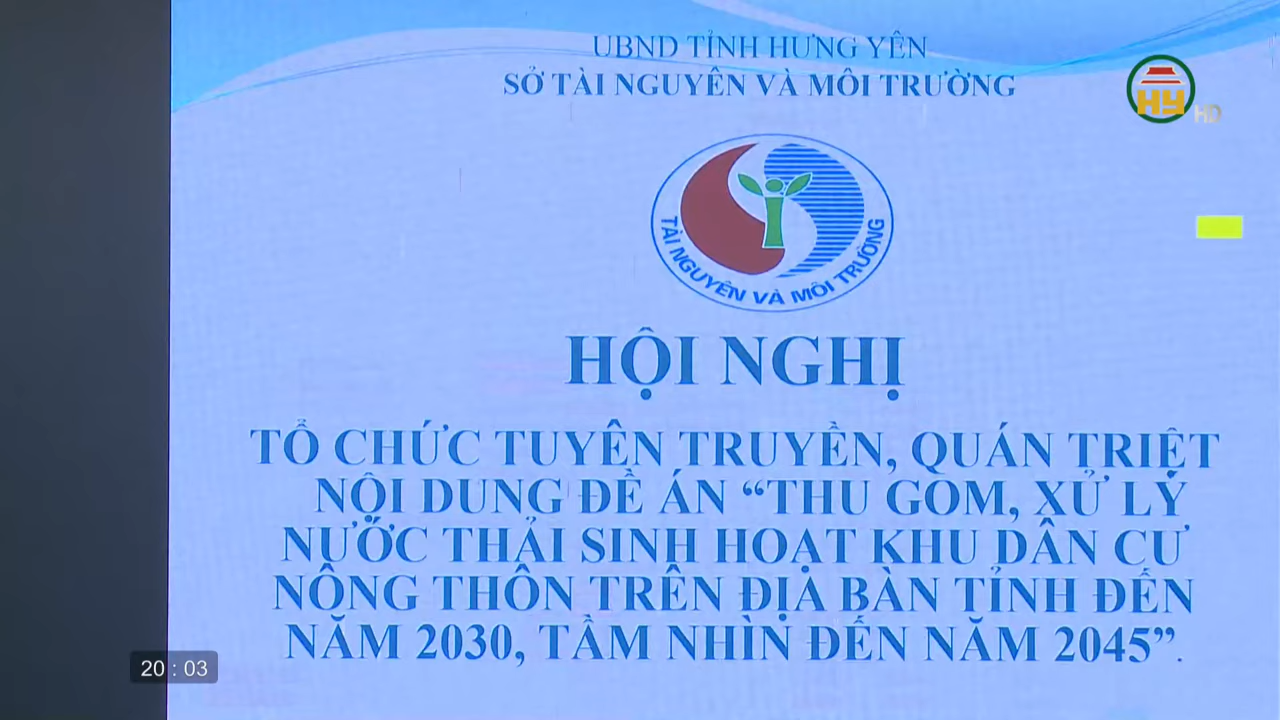 UBND TỈNH HƯNG YÊN
SỞ TÀI NGUYÊN VÀ MÔI TRƯỜNG
HY HD
TÀI NGUYÊN VÀ MÔI TRƯỜNG
HỘI NGHỊ
TỔ CHỨC TUYÊN TRUYỀN, QUÁN TRIỆT
NỘI DUNG ĐỀ ÁN “THU GOM, XỬ LÝ
NƯỚC THẢI SINH HOẠT KHU DÂN CƯ
NÔNG THÔN TRÊN ĐỊA BÀN TỈNH ĐẾN
NĂM 2030, TẦM NHÌN ĐẾN NĂM 2045”.
20 : 03